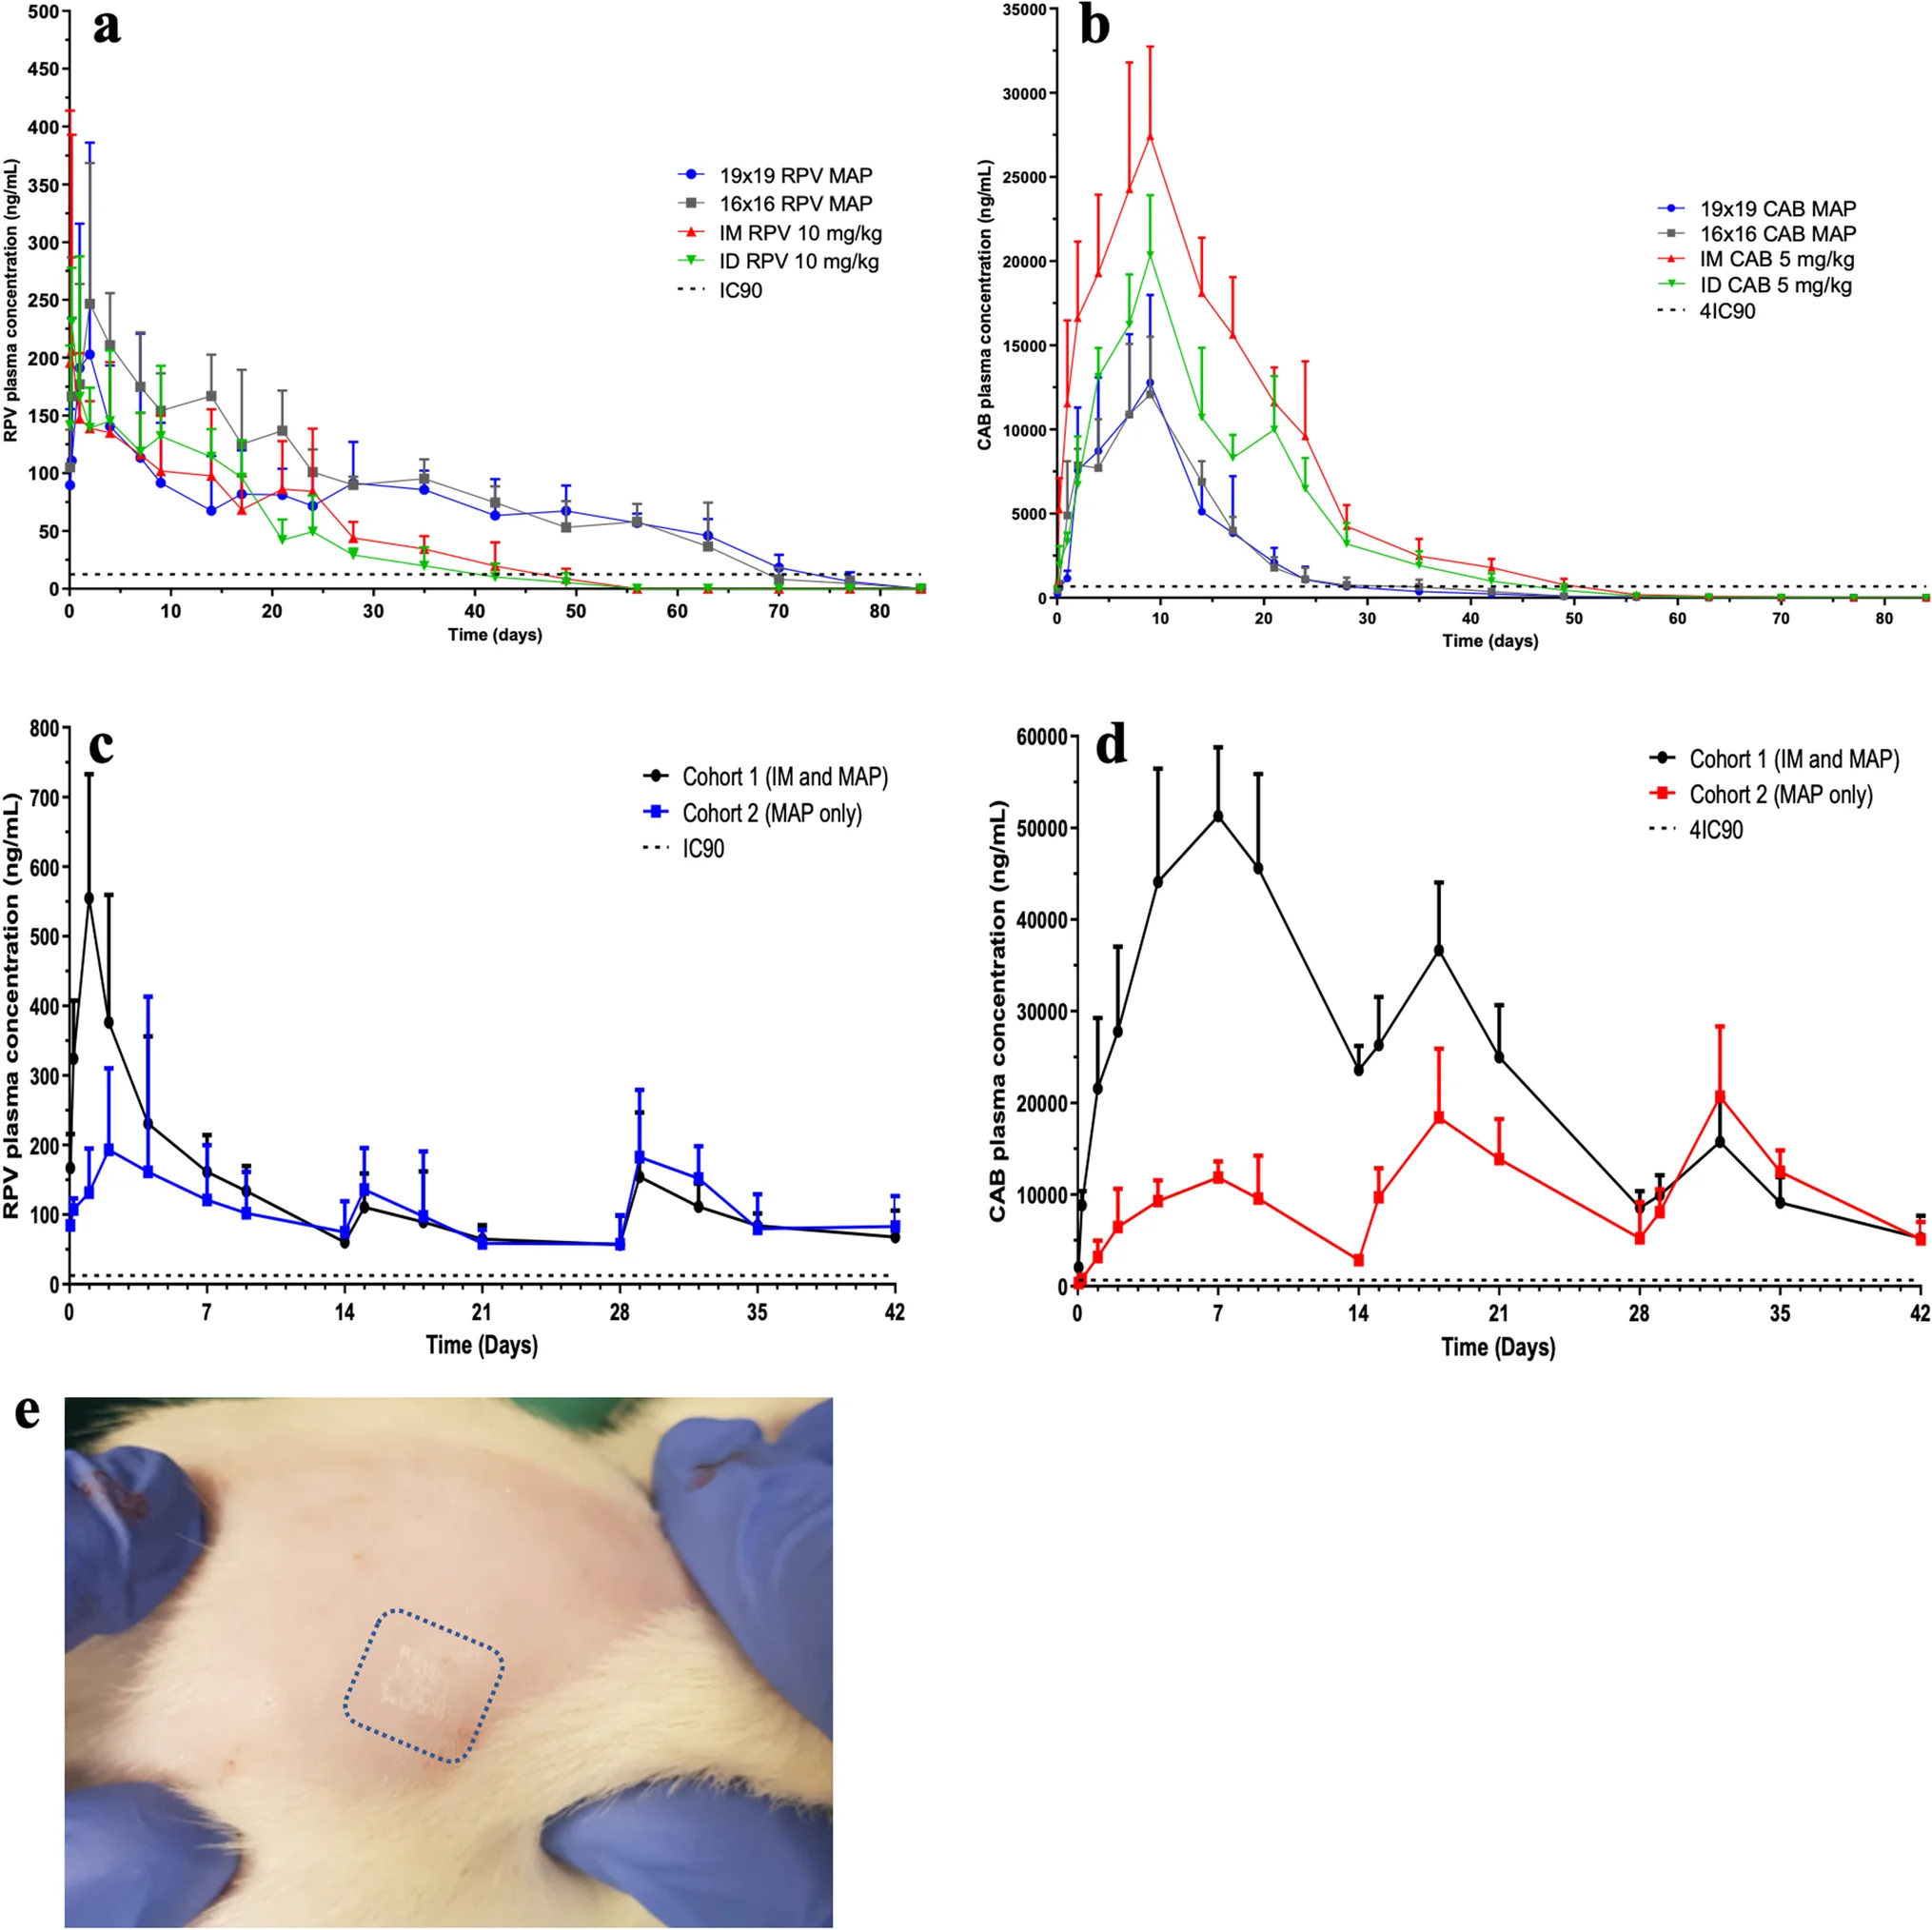 a
500
450
400
350
300
250
200
150
100
50
0
RPV plasma concentration (ng/mL)
19x19 RPV MAP
16x16 RPV MAP
IM RPV 10 mg/kg
ID RPV 10 mg/kg
IC90
0 10 20 30 40 50 60 70 80
Time (days)
b
35000
30000
25000
20000
15000
10000
5000
0
CAB plasma concentration (ng/mL)
19x19 CAB MAP
16x16 CAB MAP
IM CAB 5 mg/kg
ID CAB 5 mg/kg
4IC90
0 10 20 30 40 50 60 70 80
Time (days)
c
800
700
600
500
400
300
200
100
0
RPV plasma concentration (ng/mL)
Cohort 1 (IM and MAP)
Cohort 2 (MAP only)
IC90
0 7 14 21 28 35 42
Time (Days)
d
60000
50000
40000
30000
20000
10000
0
CAB plasma concentration (ng/mL)
Cohort 1 (IM and MAP)
Cohort 2 (MAP only)
4IC90
0 7 14 21 28 35 42
Time (Days)
e